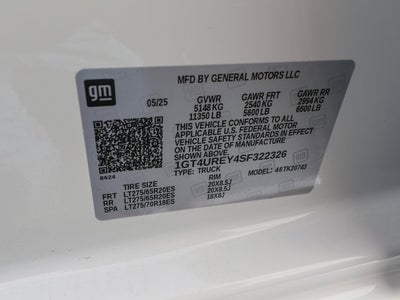 gm
MFD BY GENERAL MOTORS LLC
05/25 GVWR GAWR FRT GAWR RR
5148 KG 2540 KG 2994 KG
11350 LB 5600 LB 6600 LB
THIS VEHICLE CONFORMS TO ALL
APPLICABLE U.S. FEDERAL MOTOR
VEHICLE SAFETY STANDARDS IN EFFECT
ON THE DATE OF MANUFACTURE
SHOWN ABOVE.
1GT4UREY4SF322326
8624 TYPE: TRUCK MODEL: 46TK20743
TIRE SIZE RIM
FRT LT275/65R20ES 20X8.5J
RR LT275/65R20ES 20X8.5J
SPA LT275/70R18ES 18X8J